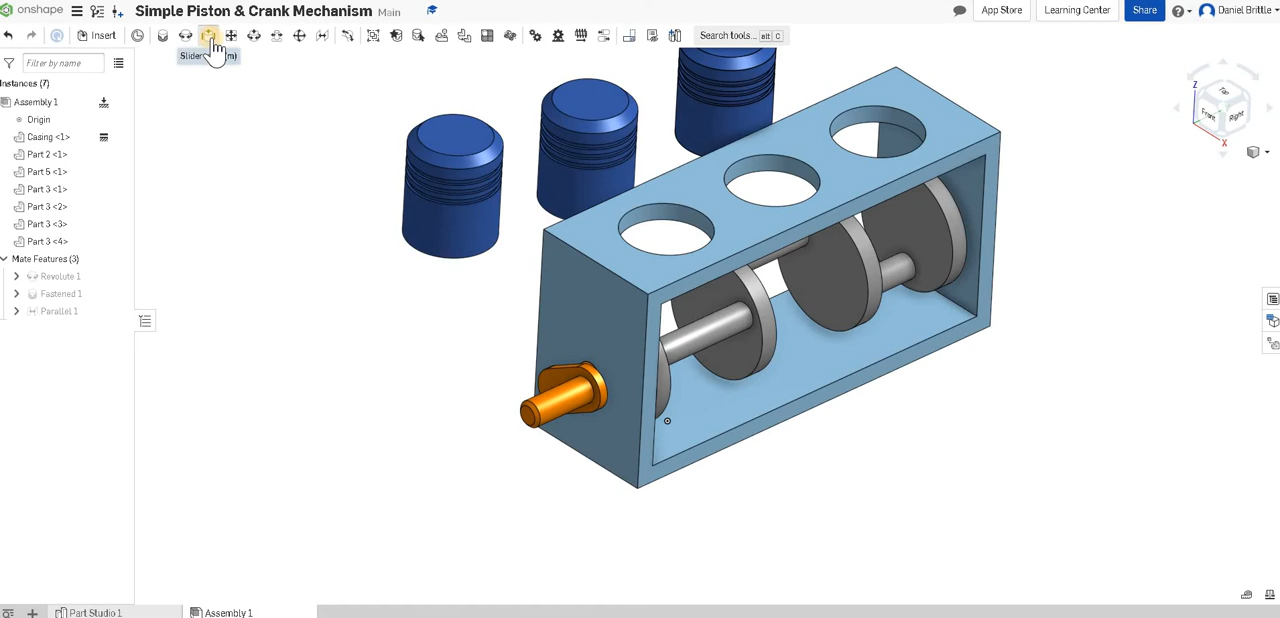 onshape Simple Piston & Crank Mechanism Main App Store Learning Center Share Daniel Brittle
Insert Search tools... alt C
Slider
Filter by name
Instances (7)
Assembly 1
Origin
Casing <1>
Part 2 <1>
Part 5 <1>
Part 3 <1>
Part 3 <2>
Part 3 <3>
Part 3 <4>
Mate Features (3)
Revolute 1
Fastened 1
Parallel 1
Z
Top
Front
Right
X
Part Studio 1 Assembly 1